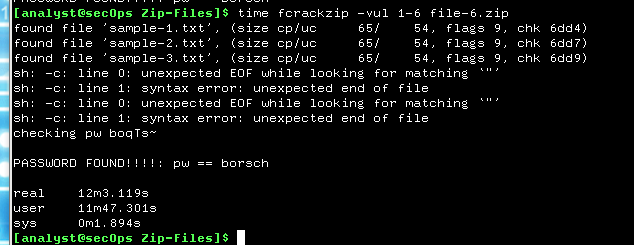 [analyst@secOps Zip-Files]$ time fcrackzip -vul 1-6 file-6.zip
found file 'sample-1.txt', (size cp/uc     65/    54, flags 9, chk 6dd4)
found file 'sample-2.txt', (size cp/uc     65/    54, flags 9, chk 6dd7)
found file 'sample-3.txt', (size cp/uc     65/    54, flags 9, chk 6dd9)
sh: -c: line 0: unexpected EOF while looking for matching `"'
sh: -c: line 1: syntax error: unexpected end of file
sh: -c: line 0: unexpected EOF while looking for matching `"'
sh: -c: line 1: syntax error: unexpected end of file
checking pw boqTs~
PASSWORD FOUND!!!!: pw == borsch
real    12m3.119s
user    11m47.301s
sys     0m1.894s
[analyst@secOps Zip-Files]$